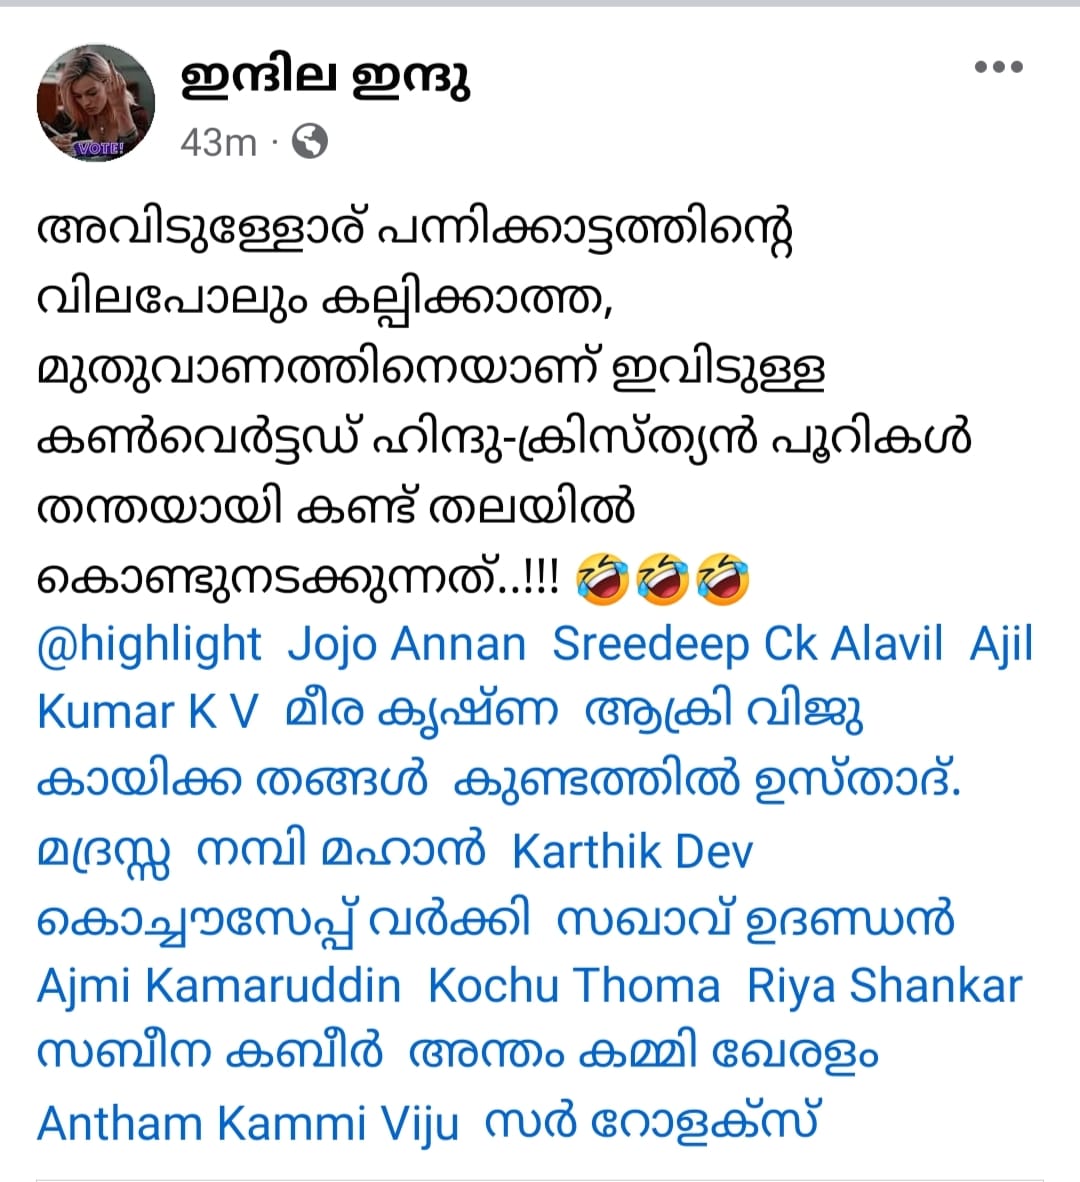 ഇന്ദില ഇന്ദു
43m ·
VOTE!
അവിടുള്ളോര് പന്നിക്കാട്ടത്തിന്റെ
വിലപോലും കല്പിക്കാത്ത,
മുതുവാണത്തിനെയാണ് ഇവിടുള്ള
കൺവെർട്ടഡ് ഹിന്ദു-ക്രിസ്ത്യൻ പൂറികൾ
തന്തയായി കണ്ട് തലയിൽ
കൊണ്ടുനടക്കുന്നത്..!!! 🤣🤣🤣
@highlight Jojo Annan Sreedeep Ck Alavil Ajil
Kumar K V മീര കൃഷ്ണ ആക്രി വിജു
കായിക്ക തങ്ങൾ കുണ്ടത്തിൽ ഉസ്താദ്.
മദ്രസ്സ നമ്പി മഹാൻ Karthik Dev
കൊച്ചൗസേപ്പ് വർക്കി സഖാവ് ഉദണ്ഡൻ
Ajmi Kamaruddin Kochu Thoma Riya Shankar
സബീന കബീർ അന്തം കമ്മി ഖേരളം
Antham Kammi Viju സർ റോളക്സ്